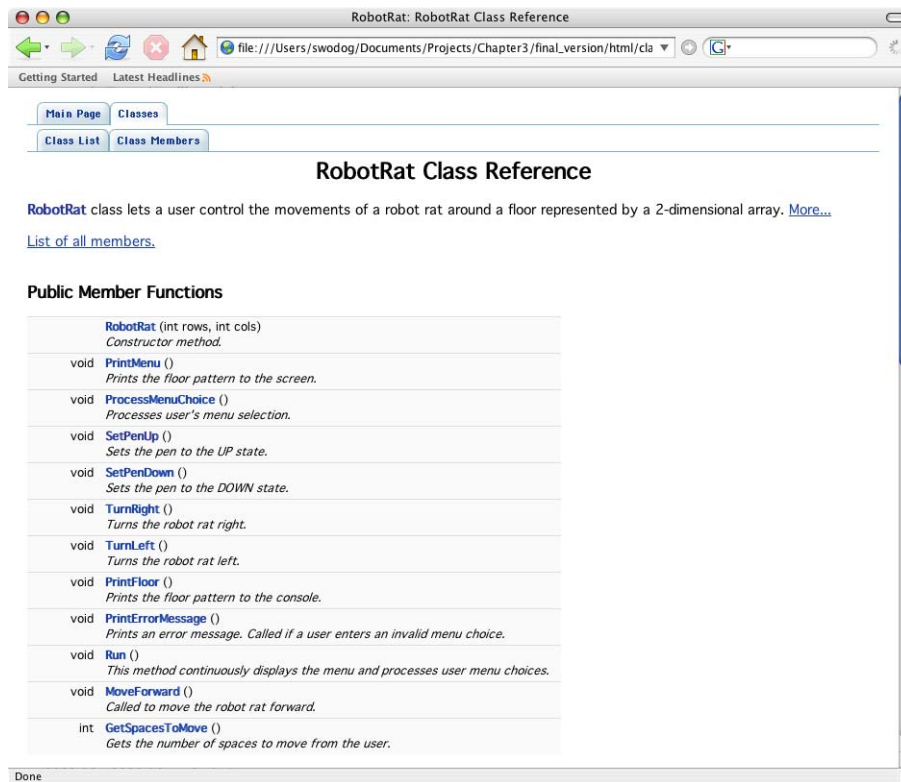 RobotRat: RobotRat Class Reference
file:///Users/swodog/Documents/Projects/Chapter3/final_version/html/cla
G
Getting Started Latest Headlines
Main Page Classes
Class List Class Members
RobotRat Class Reference
RobotRat class lets a user control the movements of a robot rat around a floor represented by a 2-dimensional array. More...
List of all members.
Public Member Functions
RobotRat (int rows, int cols)
Constructor method.
void PrintMenu ()
Prints the floor pattern to the screen.
void ProcessMenuChoice ()
Processes user's menu selection.
void SetPenUp ()
Sets the pen to the UP state.
void SetPenDown ()
Sets the pen to the DOWN state.
void TurnRight ()
Turns the robot rat right.
void TurnLeft ()
Turns the robot rat left.
void PrintFloor ()
Prints the floor pattern to the console.
void PrintErrorMessage ()
Prints an error message. Called if a user enters an invalid menu choice.
void Run ()
This method continuously displays the menu and processes user menu choices.
void MoveForward ()
Called to move the robot rat forward.
int GetSpacesToMove ()
Gets the number of spaces to move from the user.
Done